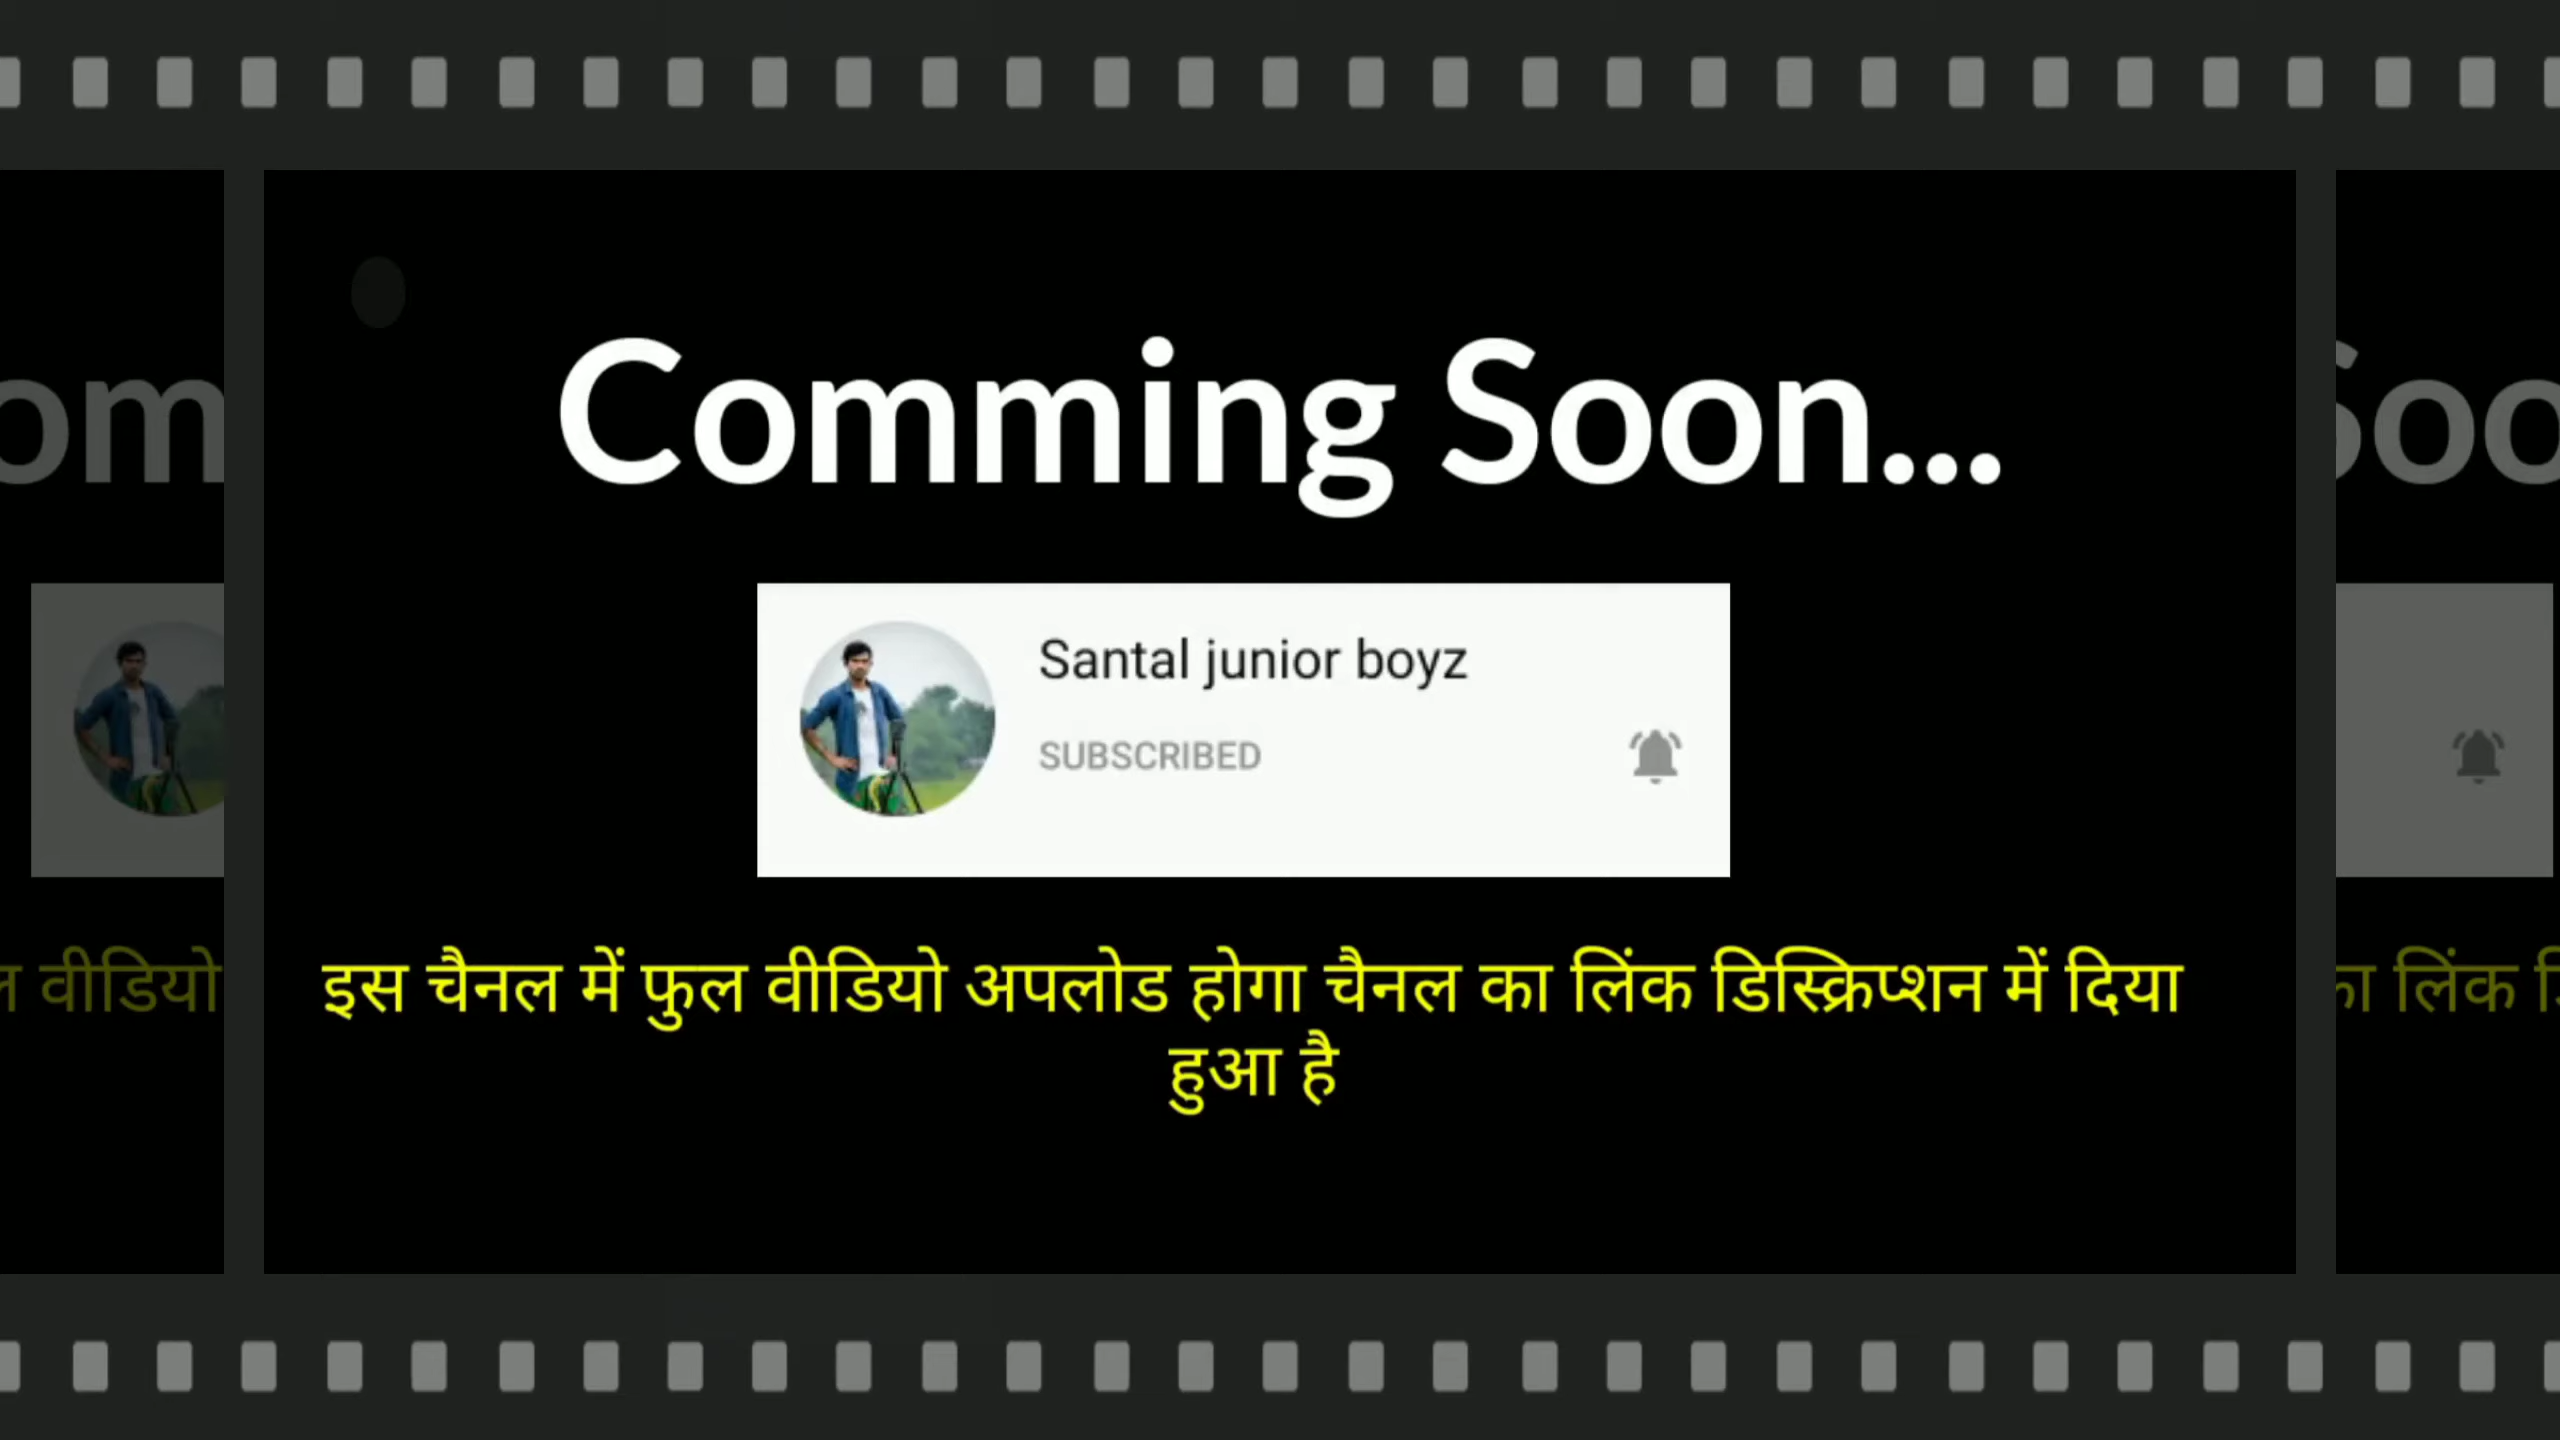 Comming Soon...
Santal junior boyz
SUBSCRIBED
इस चैनल में फुल वीडियो अपलोड होगा चैनल का लिंक डिस्क्रिप्शन में दिया
हुआ है